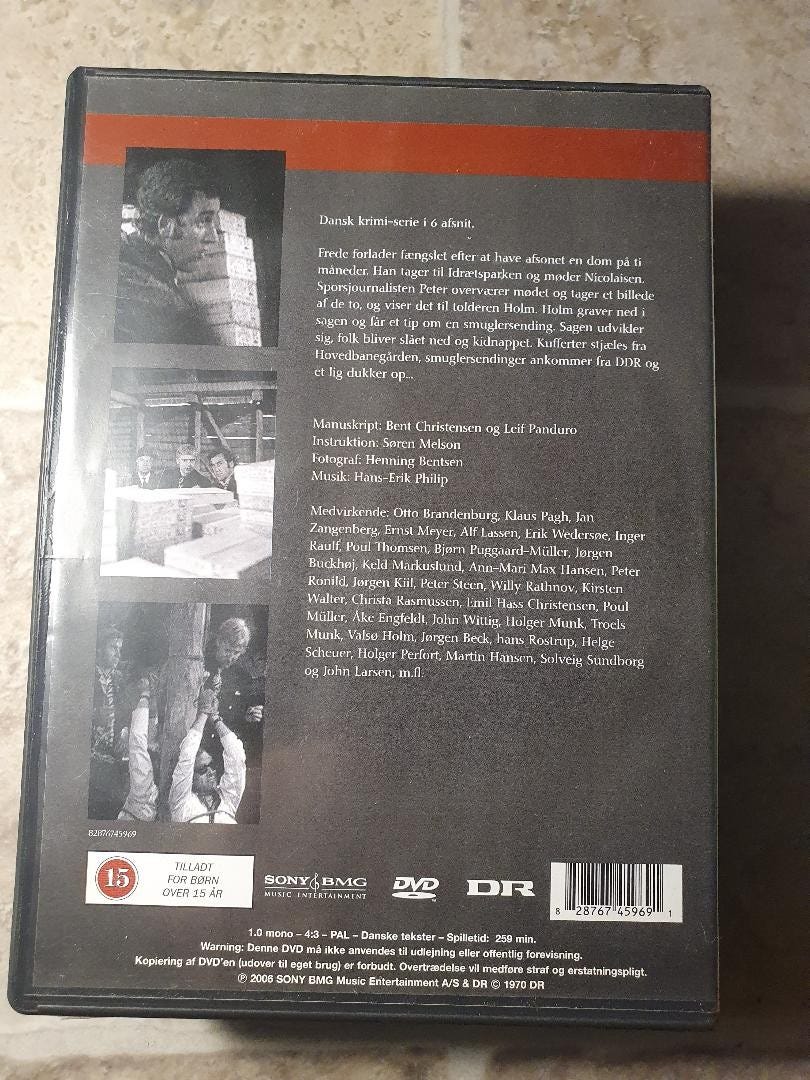 Dansk krimi-serie i 6 afsnit.
Frede forlader fængslet efter at have afsonet en dom på ti
måneder. Han tager til Idrætsparken og møder Nicolaisen.
Sporsjournalisten Peter overværer mødet og tager et billede
af de to, og viser det til tolderen Holm. Holm graver ned i
sagen og får et tip om en smuglersending. Sagen udvikler
sig, folk bliver slået ned og kidnappet. Kufferter stjæles fra
Hovedbanegården, smuglersendinger ankommer fra DDR og
et lig dukker op...
Manuskript: Bent Christensen og Leif Panduro
Instruktion: Søren Melson
Fotograf: Henning Bentsen
Musik: Hans-Erik Philip
Medvirkende: Otto Brandenburg, Klaus Pagh, Jan
Zangenberg, Ernst Meyer, Alf Lassen, Erik Wedersøe, Inger
Raulf, Poul Thomsen, Bjørn Puggaard-Müller, Jørgen
Buckhøj, Keld Markuslund, Ann-Mari Max Hansen, Peter
Ronild, Jørgen Kiil, Peter Steen, Willy Rathnov, Kirsten
Walter, Christa Rasmussen, Emil Hass Christensen, Poul
Müller, Åke Engfeldt, John Wittig, Holger Munk, Troels
Munk, Valsø Holm, Jørgen Beck, hans Rostrup, Helge
Scheuer, Holger Perfort, Martin Hansen, Solveig Sundborg
og John Larsen, m.fl.
82876745969
15
TILLADT
FOR BØRN
OVER 15 ÅR
SONY BMG
MUSIC ENTERTAINMENT
DVD
DR
8 28767 45969 1
1.0 mono – 4:3 – PAL – Danske tekster – Spilletid: 259 min.
Warning: Denne DVD må ikke anvendes til udlejning eller offentlig forevisning.
Kopiering af DVD'en (udover til eget brug) er forbudt. Overtrædelse vil medføre straf og erstatningspligt.
℗ 2006 SONY BMG Music Entertainment A/S & DR © 1970 DR